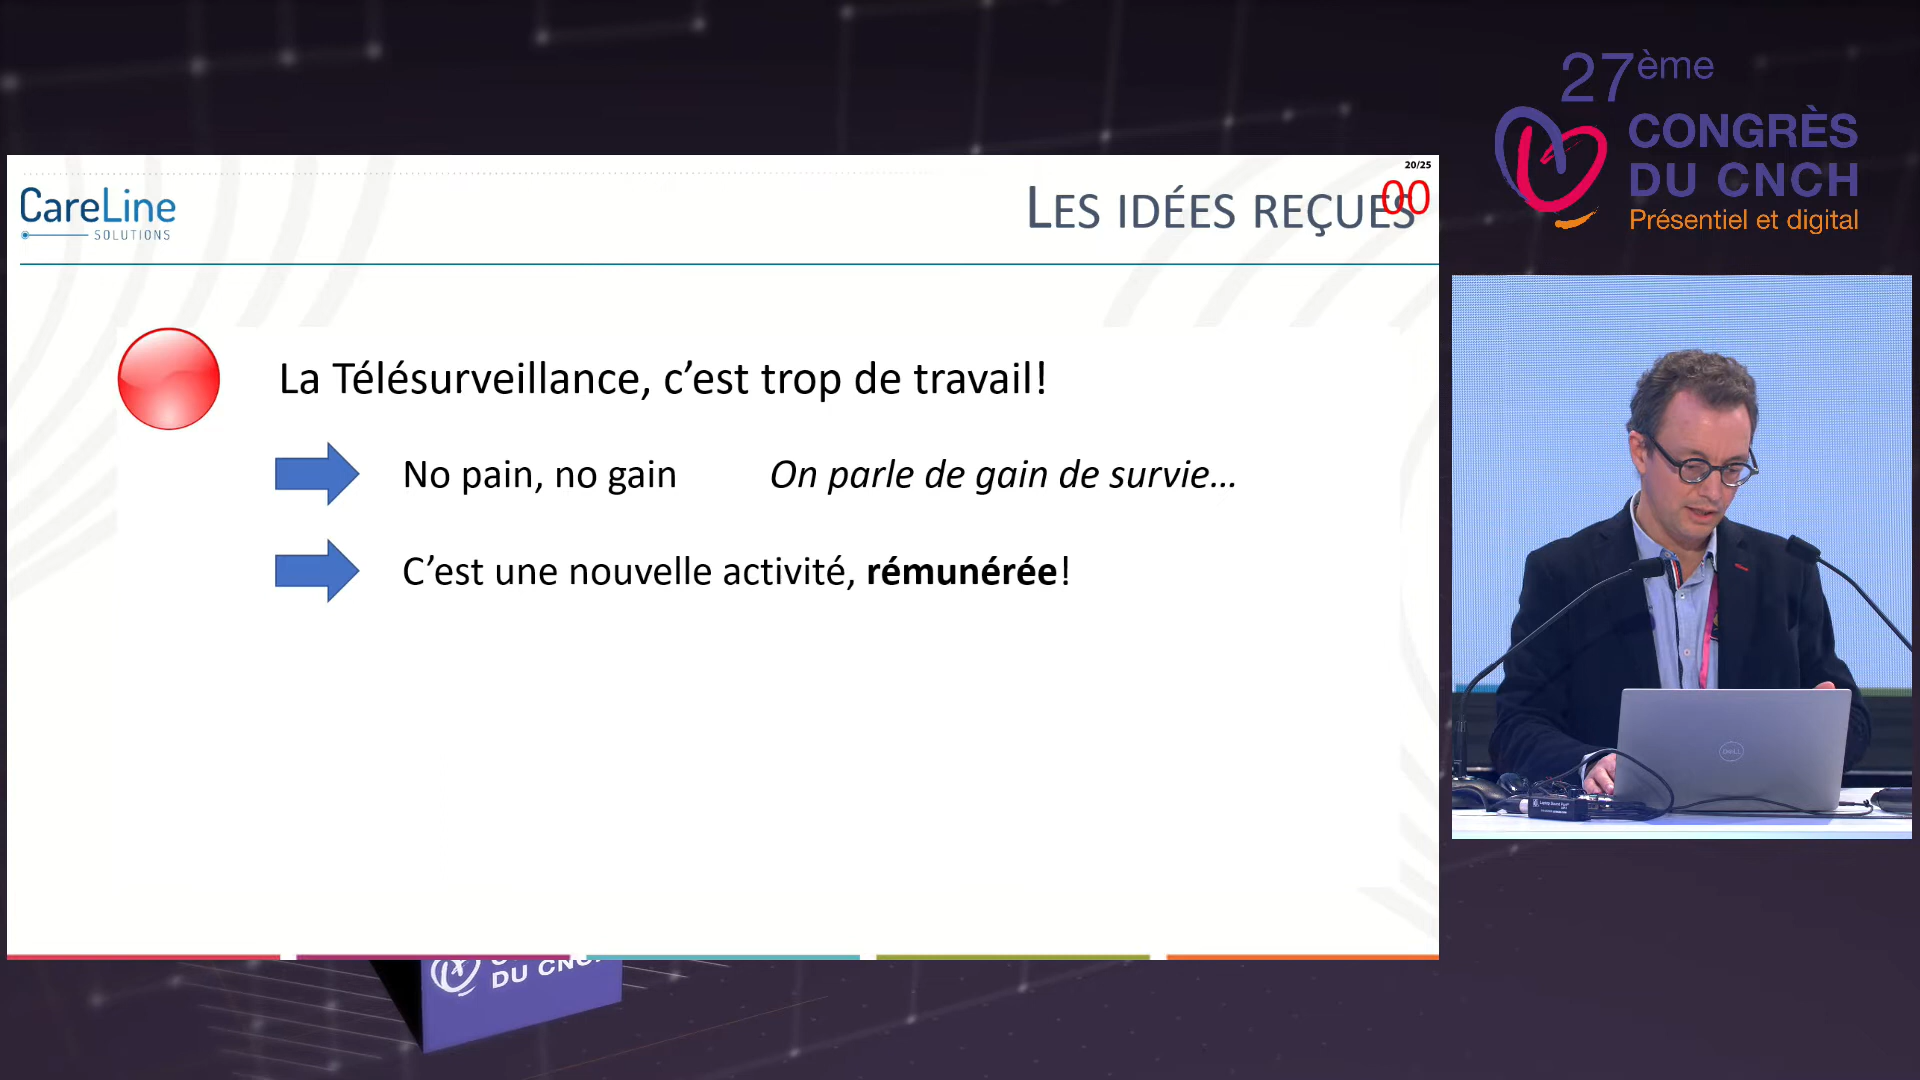 27ème
CONGRÈS
DU CNCH
Présentiel et digital
20/25
CareLine
SOLUTIONS
LES IDÉES REÇUES
00
La Télésurveillance, c’est trop de travail!
No pain, no gain On parle de gain de survie...
C’est une nouvelle activité, rémunérée!
DELL
DU CNC